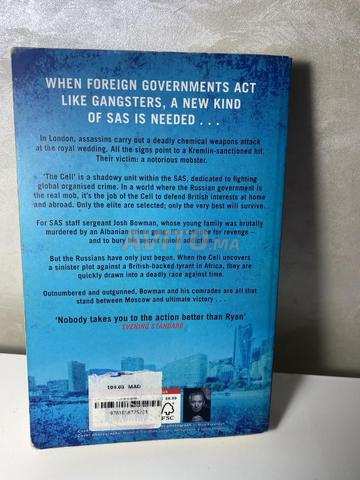 WHEN FOREIGN GOVERNMENTS ACT
LIKE GANGSTERS, A NEW KIND
OF SAS IS NEEDED . . .
In London, assassins carry out a deadly chemical weapons attack
at the royal wedding. All the signs point to a Kremlin-sanctioned hit.
Their victim: a notorious mobster.
'The Cell' is a shadowy unit within the SAS, dedicated to fighting
global organised crime. In a world where the Russian government is
the real mob, it's the job of the Cell to defend British interests at home
and abroad. Only the elite are selected; only the very best will survive.
For SAS staff sergeant Josh Bowman, whose young family was brutally
murdered by an Albanian crime gang, it's a chance for revenge –
and to bury his secret opioid addiction.
AVITO.MA
But the Russians have only just begun. When the Cell uncovers
a sinister plot against a British-backed tyrant in Africa, they are
quickly drawn into a deadly race against time.
Outnumbered and outgunned, Bowman and his comrades are all that
stand between Moscow and ultimate victory . . .
'Nobody takes you to the action better than Ryan'
EVENING STANDARD
104.00 MAD
£8.99
FSC